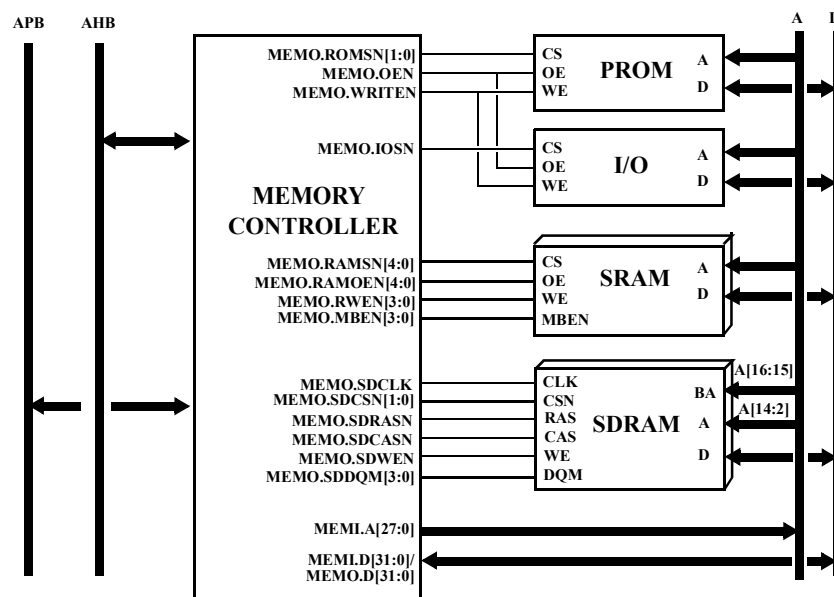 APB AHB A
MEMO.ROMSN[1:0]
MEMO.OEN
MEMO.WRITEN
CS
OE
WE
PROM
A
D
MEMO.IOSN
CS
OE
WE
I/O
A
D
MEMORY
CONTROLLER
MEMO.RAMSN[4:0]
MEMO.RAMOEN[4:0]
MEMO.RWEN[3:0]
MEMO.MBEN[3:0]
CS
OE
WE
MBEN
SRAM
A
D
MEMO.SDCLK
MEMO.SDCSN[1:0]
MEMO.SDRASN
MEMO.SDCASN
MEMO.SDWEN
MEMO.SDDQM[3:0]
CLK
CSN
RAS
CAS
WE
DQM
SDRAM
BA
A
D
A[16:15]
A[14:2]
MEMI.A[27:0]
MEMI.D[31:0]/
MEMO.D[31:0]